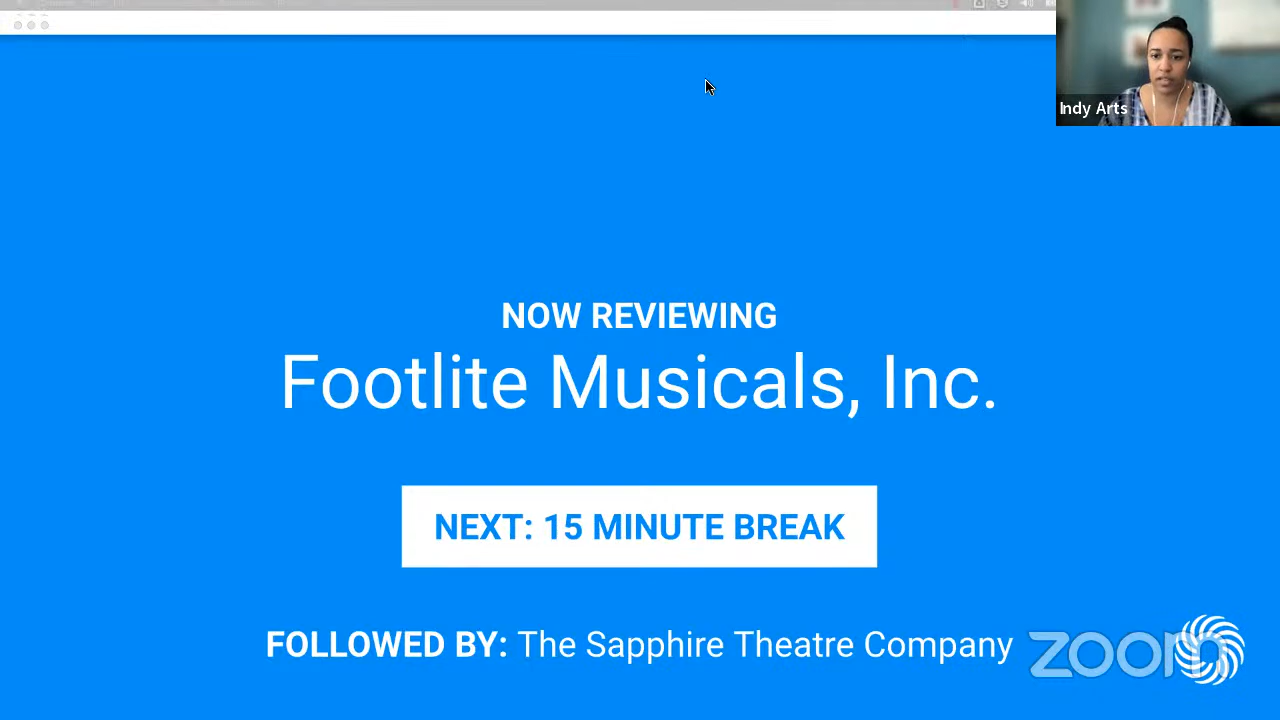 Indy Arts
NOW REVIEWING
Footlite Musicals, Inc.
NEXT: 15 MINUTE BREAK
FOLLOWED BY: The Sapphire Theatre Company
zoom